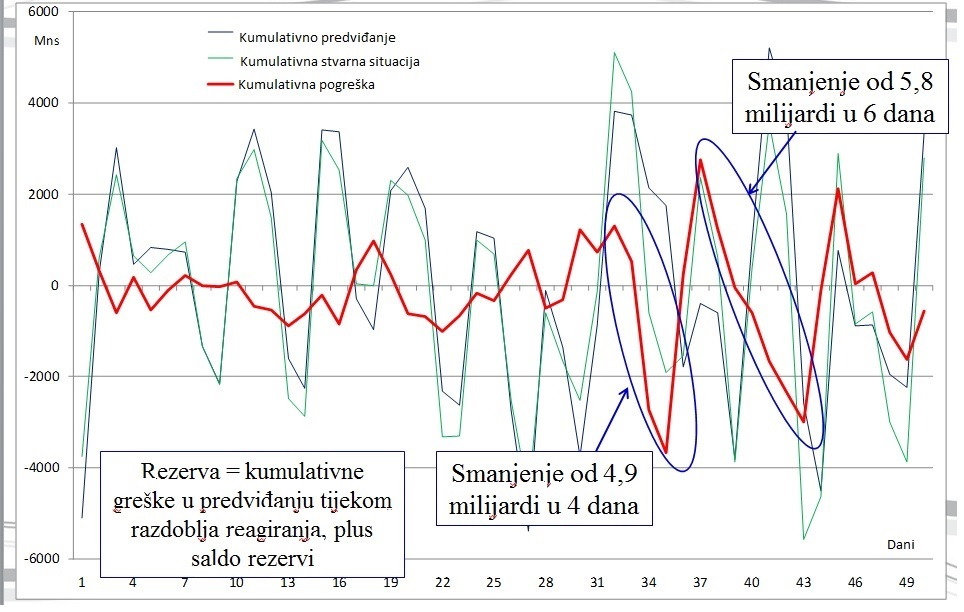 6000
Mns
Kumulativno predviđanje
Kumulativna stvarna situacija
Kumulativna pogreška
Smanjenje od 5,8
milijardi u 6 dana
4000
2000
0
-2000
-4000
-6000
Rezerva = kumulativne
greške u predviđanju tijekom
razdoblja reagiranja, plus
saldo rezervi
Smanjenje od 4,9
milijardi u 4 dana
Dani
1 4 7 10 13 16 19 22 25 28 31 34 37 40 43 46 49